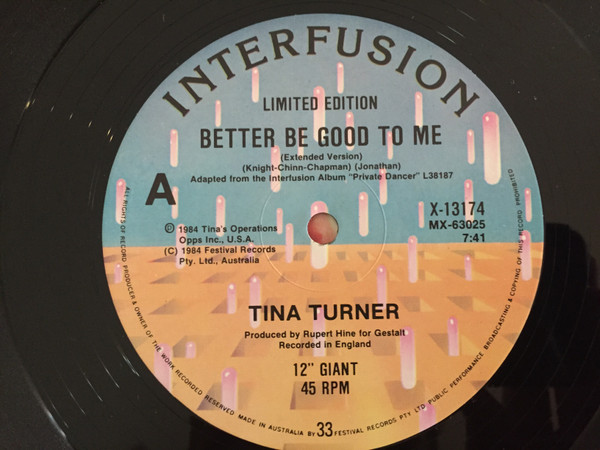 INTERFUSION
LIMITED EDITION
BETTER BE GOOD TO ME
(Extended Version)
(Knight-Chinn-Chapman) (Jonathan)
Adapted from the Interfusion Album "Private Dancer" L38187
A
X-13174
MX-63025
7:41
℗ 1984 Tina's Operations
Opps Inc., U.S.A.
(C) 1984 Festival Records
Pty. Ltd., Australia
TINA TURNER
Produced by Rupert Hine for Gestalt
Recorded in England
12" GIANT
45 RPM
ALL RIGHTS OF RECORD PRODUCER & OWNER OF THE WORK RECORDED RESERVED MADE IN AUSTRALIA BY 33 FESTIVAL RECORDS PTY LTD PUBLIC PERFORMANCE BROADCASTING & COPYING OF THIS RECORD PROHIBITED